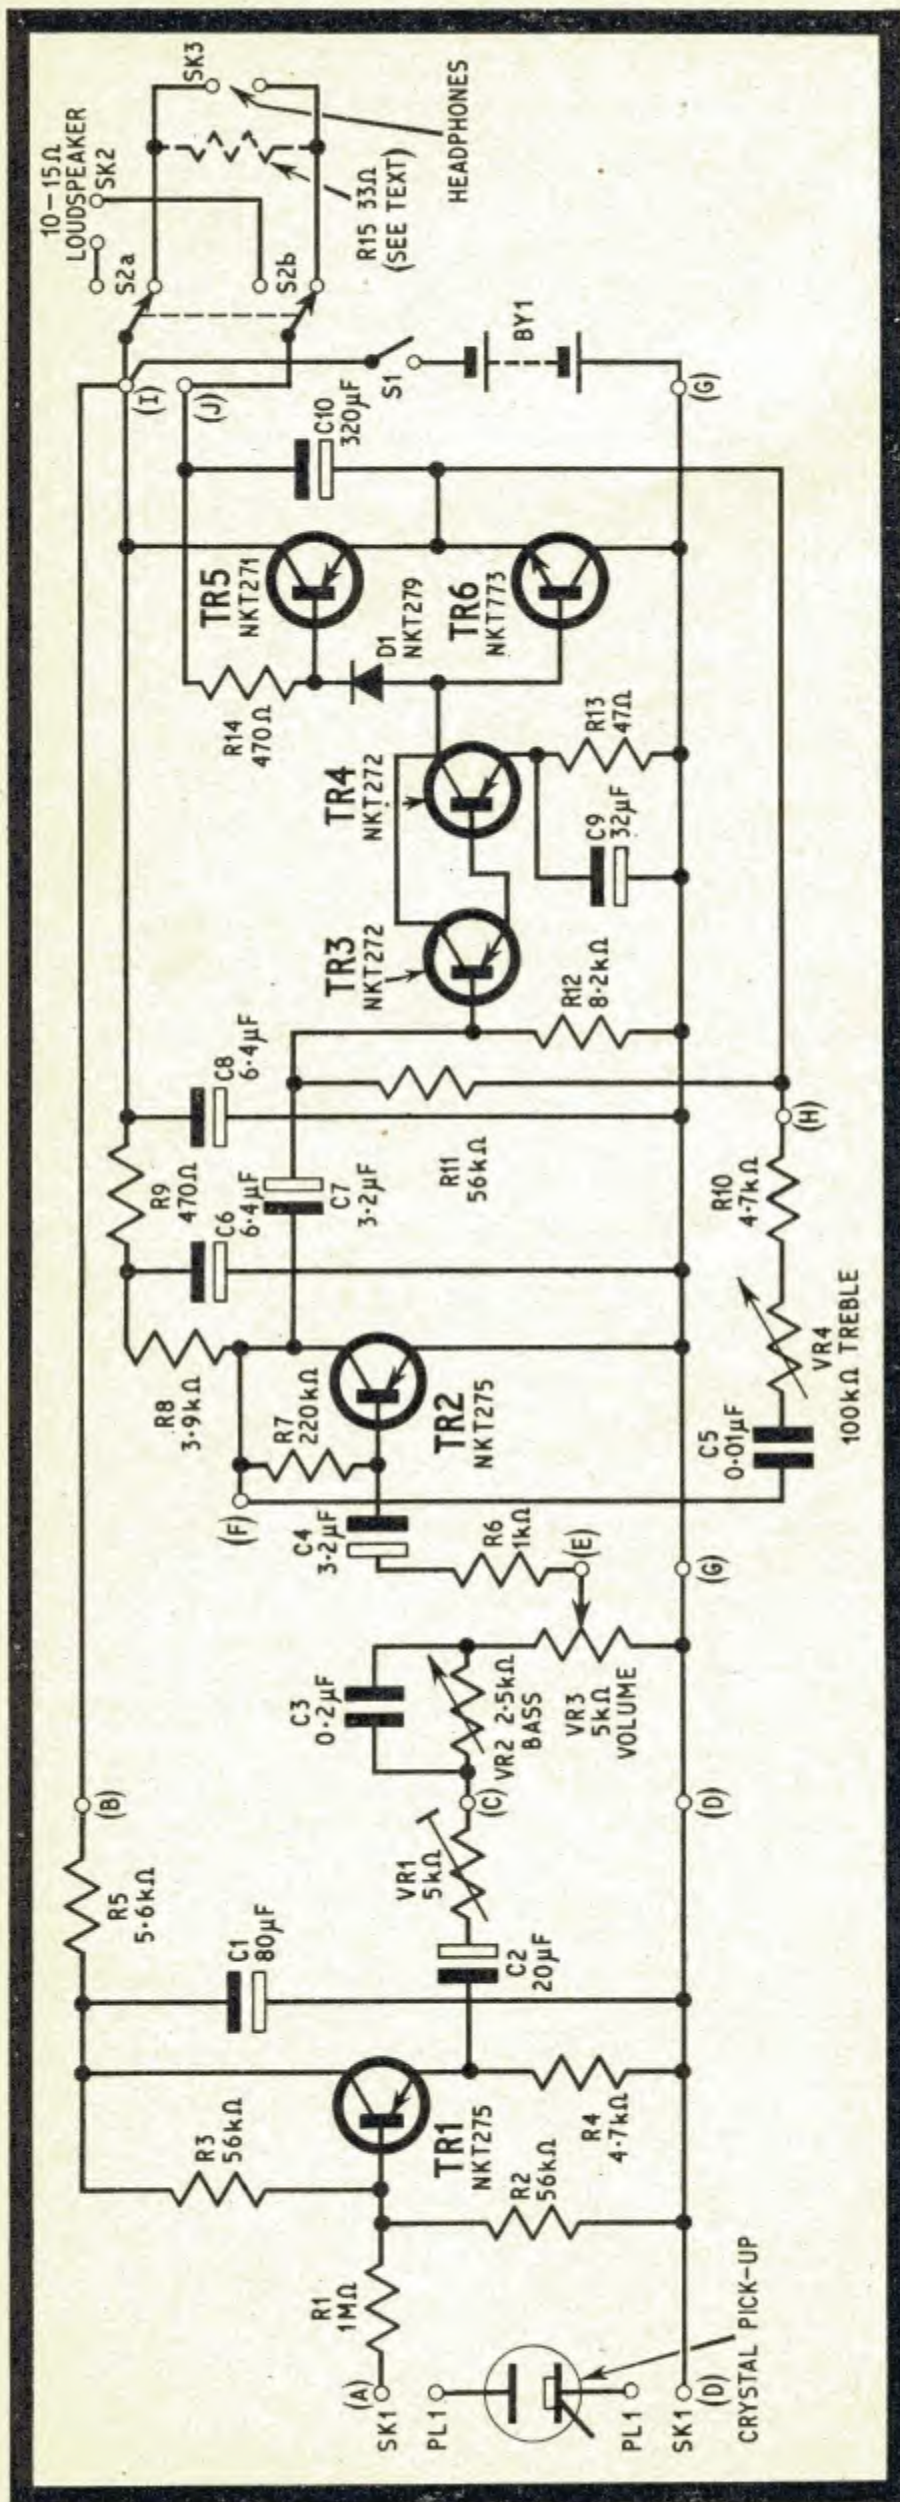 SK1
(A)
PL1
PL1
SK1
(D)
CRYSTAL PICK-UP
R1
1MΩ
R3
56kΩ
R2
56kΩ
TR1
NKT275
R4
4·7kΩ
C1
80μF
R5
5·6kΩ
C2
20μF
VR1
5kΩ
(B)
(C)
(D)
C3
0·2μF
VR2 2·5kΩ
BASS
VR3
5kΩ
VOLUME
(E)
(G)
R6
1kΩ
C4
3·2μF
(F)
R7
220kΩ
R8
3·9kΩ
TR2
NKT275
C5
0·01μF
VR4
100kΩ TREBLE
R10
4·7kΩ
(H)
R9
470Ω
C6
6·4μF
C7
3·2μF
C8
6·4μF
R11
56kΩ
R12
8·2kΩ
TR3
NKT272
TR4
NKT272
C9
32μF
R13
47Ω
R14
470Ω
D1
NKT279
TR5
NKT271
TR6
NKT773
C10
320μF
(I)
(J)
(G)
S1
BY1
S2a
S2b
10–15Ω
LOUDSPEAKER
SK2
R15 33Ω
(SEE TEXT)
SK3
HEADPHONES